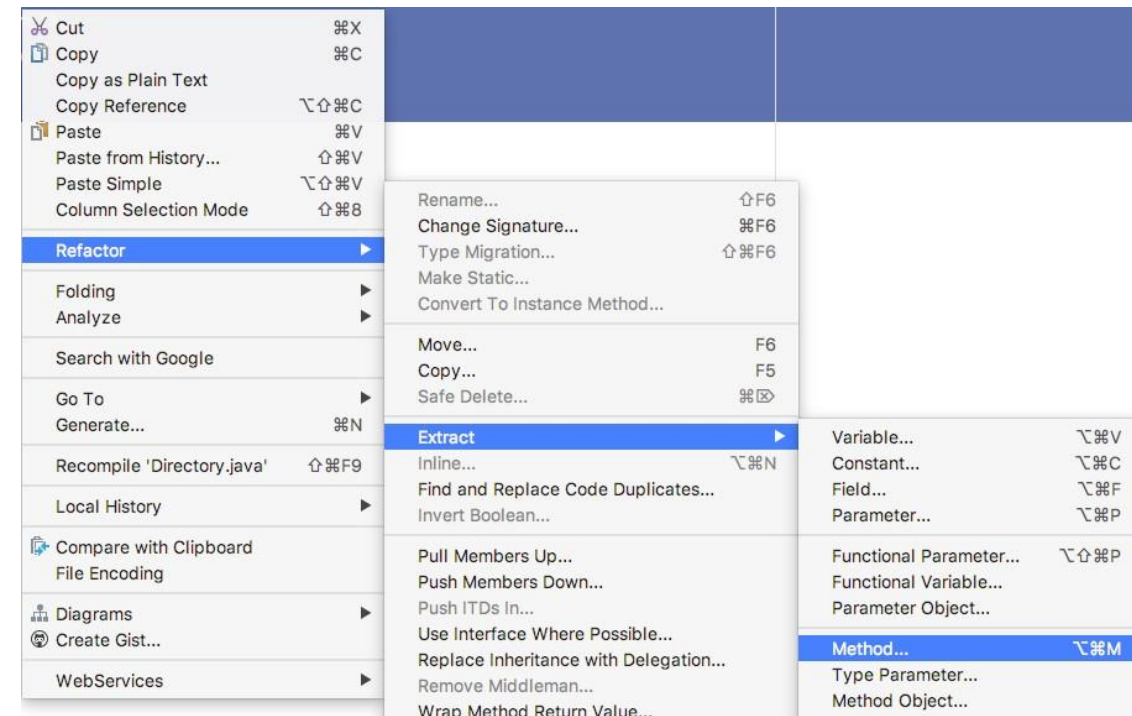 Cut ⌘X
Copy ⌘C
Copy as Plain Text
Copy Reference ⌥⇧⌘C
Paste ⌘V
Paste from History... ⇧⌘V
Paste Simple ⌥⇧⌘V
Column Selection Mode ⇧⌘8
Refactor
Folding
Analyze
Search with Google
Go To
Generate... ⌘N
Recompile 'Directory.java' ⇧⌘F9
Local History
Compare with Clipboard
File Encoding
Diagrams
Create Gist...
WebServices
Rename... ⇧F6
Change Signature... ⌘F6
Type Migration... ⇧⌘F6
Make Static...
Convert To Instance Method...
Move... F6
Copy... F5
Safe Delete... ⌘⌦
Extract
Inline... ⌥⌘N
Find and Replace Code Duplicates...
Invert Boolean...
Pull Members Up...
Push Members Down...
Push ITDs In...
Use Interface Where Possible...
Replace Inheritance with Delegation...
Remove Middleman...
Wrap Method Return Value...
Variable... ⌥⌘V
Constant... ⌥⌘C
Field... ⌥⌘F
Parameter... ⌥⌘P
Functional Parameter... ⌥⇧⌘P
Functional Variable...
Parameter Object...
Method... ⌥⌘M
Type Parameter...
Method Object...